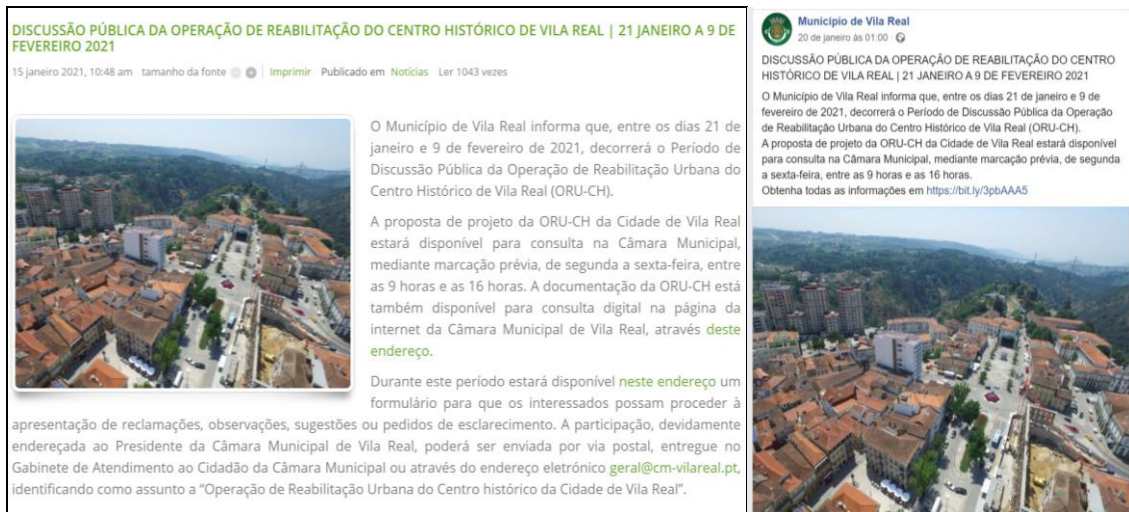 DISCUSSÃO PÚBLICA DA OPERAÇÃO DE REABILITAÇÃO DO CENTRO HISTÓRICO DE VILA REAL | 21 JANEIRO A 9 DE
FEVEREIRO 2021
15 janeiro 2021, 10:48 am tamanho da fonte Imprimir Publicado em Notícias Ler 1043 vezes
O Município de Vila Real informa que, entre os dias 21 de
janeiro e 9 de fevereiro de 2021, decorrerá o Período de
Discussão Pública da Operação de Reabilitação Urbana do
Centro Histórico de Vila Real (ORU-CH).
A proposta de projeto da ORU-CH da Cidade de Vila Real
estará disponível para consulta na Câmara Municipal,
mediante marcação prévia, de segunda a sexta-feira, entre
as 9 horas e as 16 horas. A documentação da ORU-CH está
também disponível para consulta digital na página da
internet da Câmara Municipal de Vila Real, através deste
endereço.
Durante este período estará disponível neste endereço um
formulário para que os interessados possam proceder à
apresentação de reclamações, observações, sugestões ou pedidos de esclarecimento. A participação, devidamente
endereçada ao Presidente da Câmara Municipal de Vila Real, poderá ser enviada por via postal, entregue no
Gabinete de Atendimento ao Cidadão da Câmara Municipal ou através do endereço eletrónico geral@cm-vilareal.pt,
identificando como assunto a “Operação de Reabilitação Urbana do Centro histórico da Cidade de Vila Real”.
Município de Vila Real
20 de janeiro às 01:00 ·
DISCUSSÃO PÚBLICA DA OPERAÇÃO DE REABILITAÇÃO DO CENTRO
HISTÓRICO DE VILA REAL | 21 JANEIRO A 9 DE FEVEREIRO 2021
O Município de Vila Real informa que, entre os dias 21 de janeiro e 9 de
fevereiro de 2021, decorrerá o Período de Discussão Pública da Operação
de Reabilitação Urbana do Centro Histórico de Vila Real (ORU-CH).
A proposta de projeto da ORU-CH da Cidade de Vila Real estará disponível
para consulta na Câmara Municipal, mediante marcação prévia, de segunda
a sexta-feira, entre as 9 horas e as 16 horas.
Obtenha todas as informações em https://bit.ly/3pbAAA5